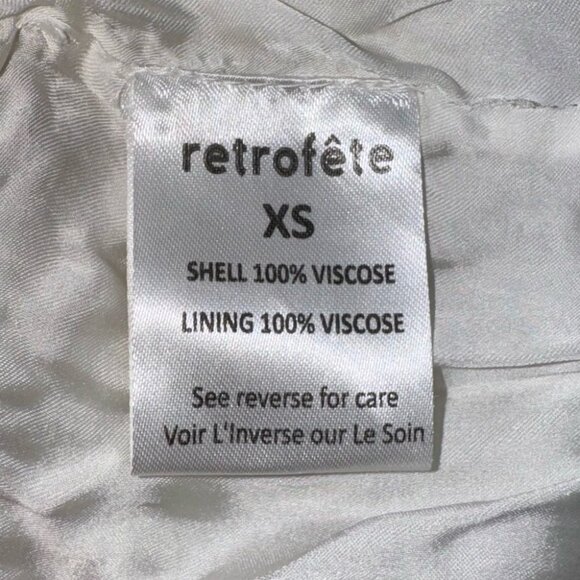 retrofête
XS
SHELL 100% VISCOSE
LINING 100% VISCOSE
See reverse for care
Voir L'Inverse our Le Soin